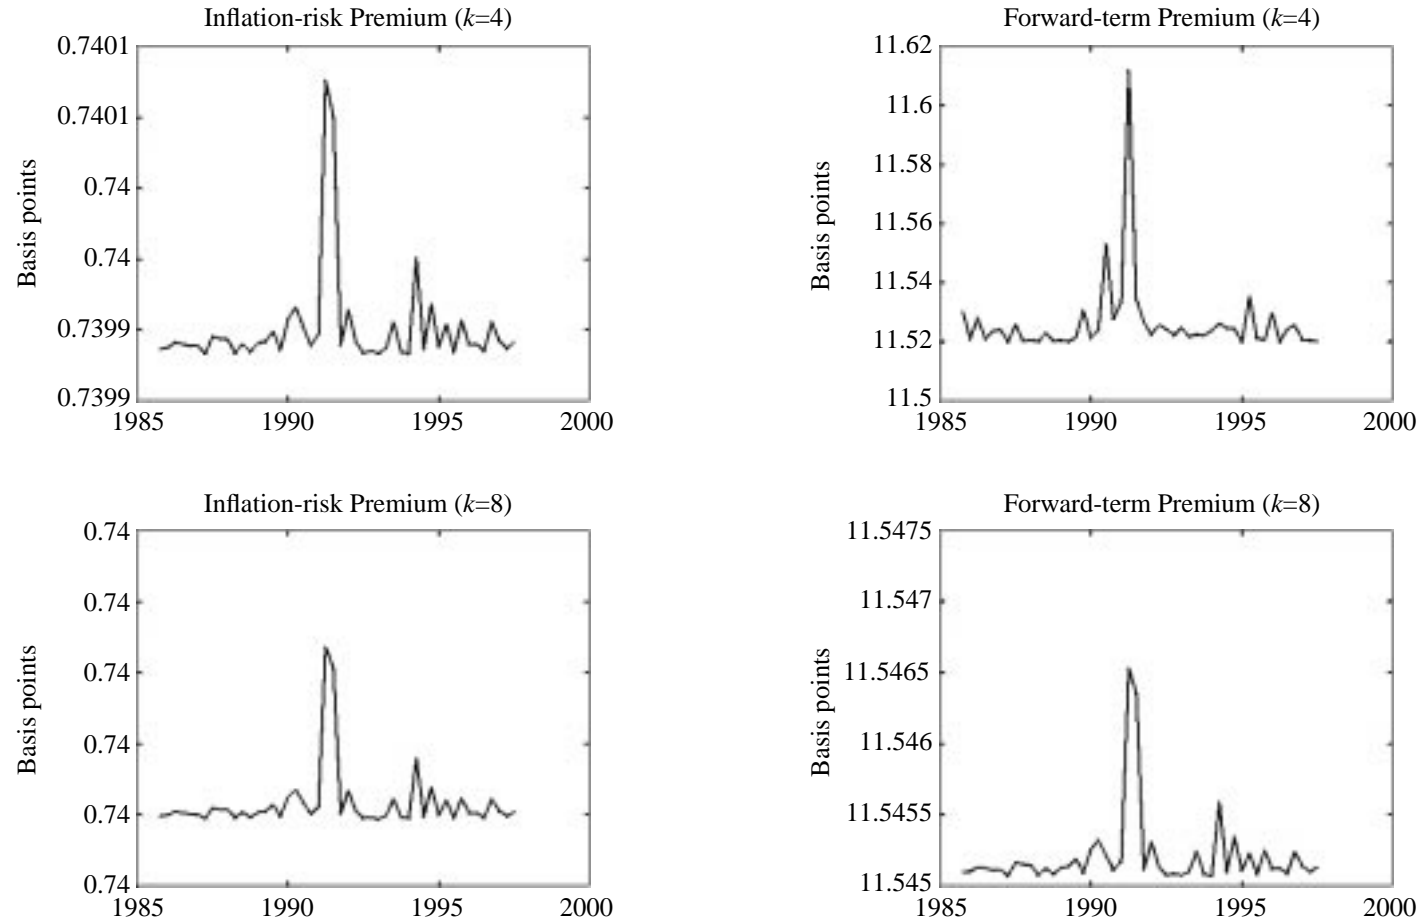 Inflation-risk Premium (k=4)
0.7401
0.7401
0.74
0.74
0.7399
0.7399
Basis points
1985 1990 1995 2000
Forward-term Premium (k=4)
11.62
11.6
11.58
11.56
11.54
11.52
11.5
Basis points
1985 1990 1995 2000
Inflation-risk Premium (k=8)
0.74
0.74
0.74
0.74
0.74
0.74
Basis points
1985 1990 1995 2000
Forward-term Premium (k=8)
11.5475
11.547
11.5465
11.546
11.5455
11.545
Basis points
1985 1990 1995 2000